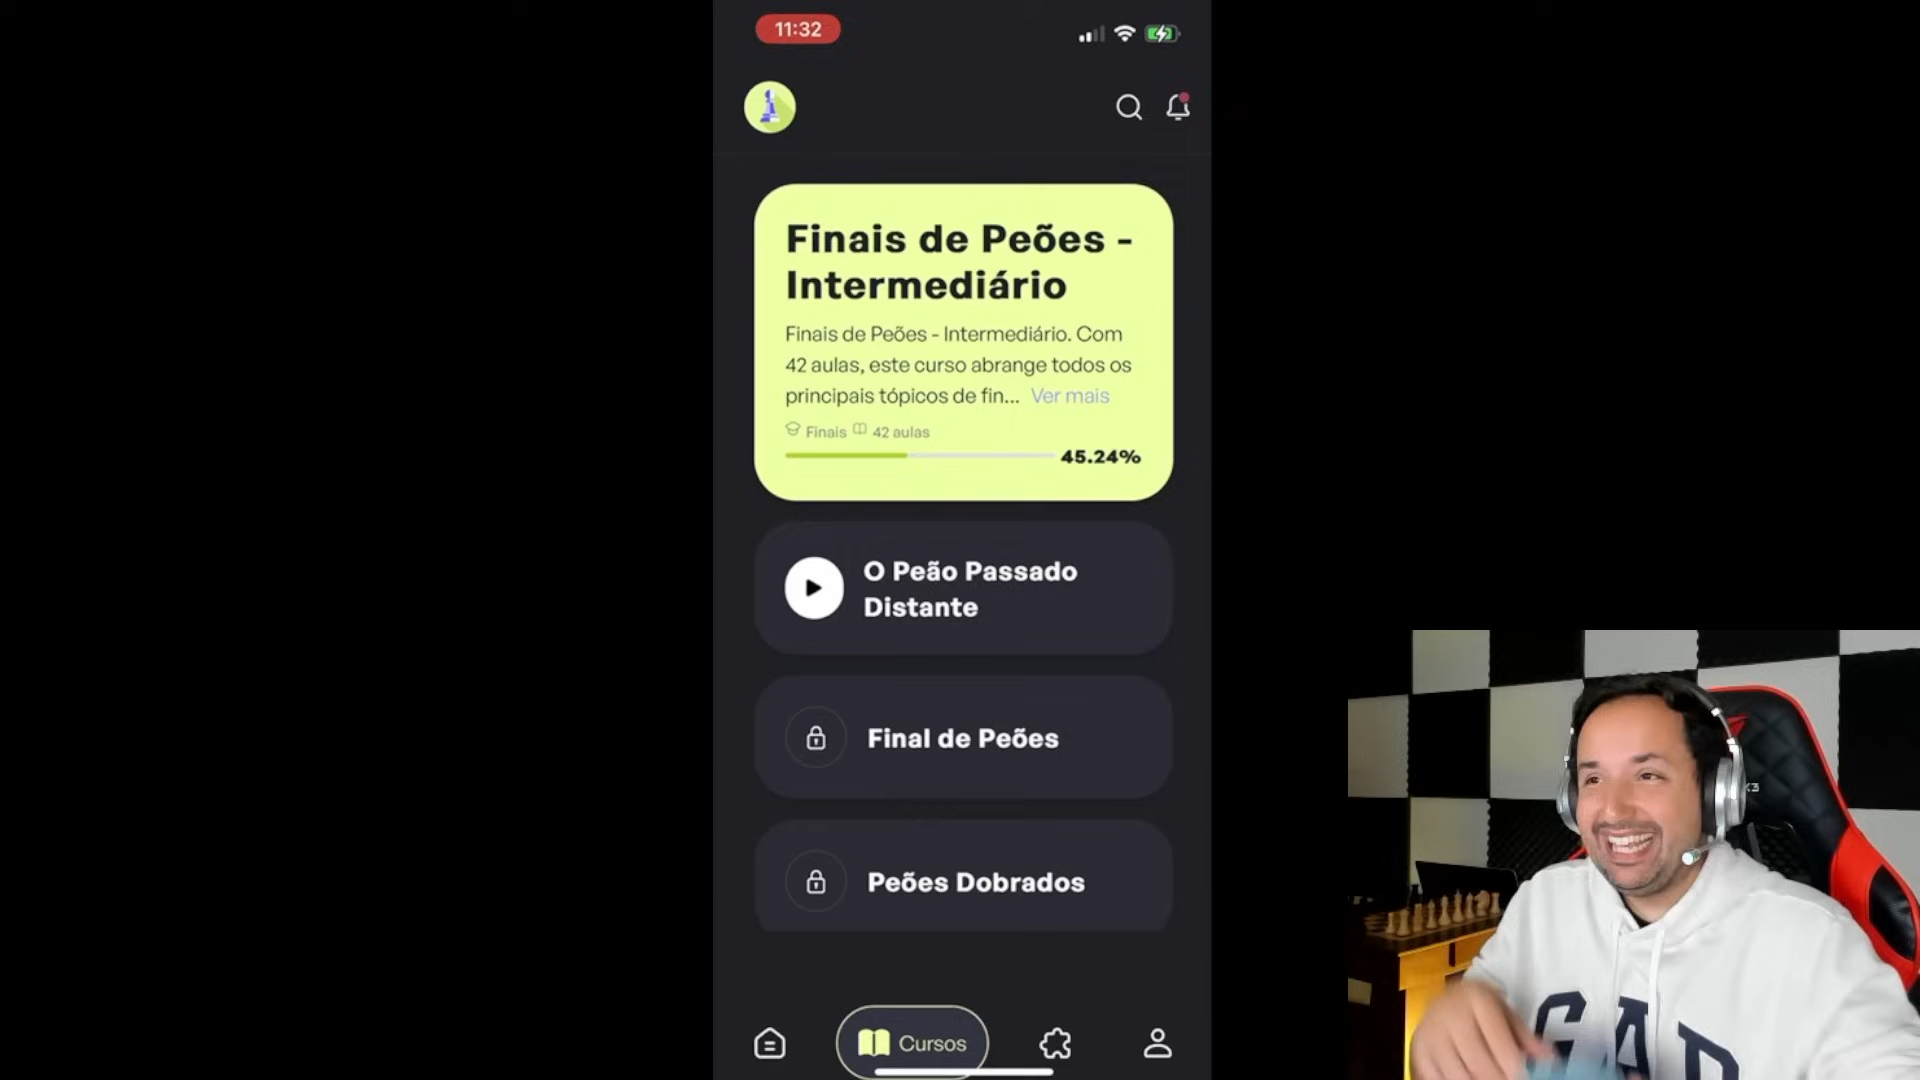 11:32
Finais de Peões -
Intermediário
Finais de Peões - Intermediário. Com
42 aulas, este curso abrange todos os
principais tópicos de fin... Ver mais
Finais 42 aulas
45.24%
O Peão Passado
Distante
Final de Peões
Peões Dobrados
Cursos
GAP